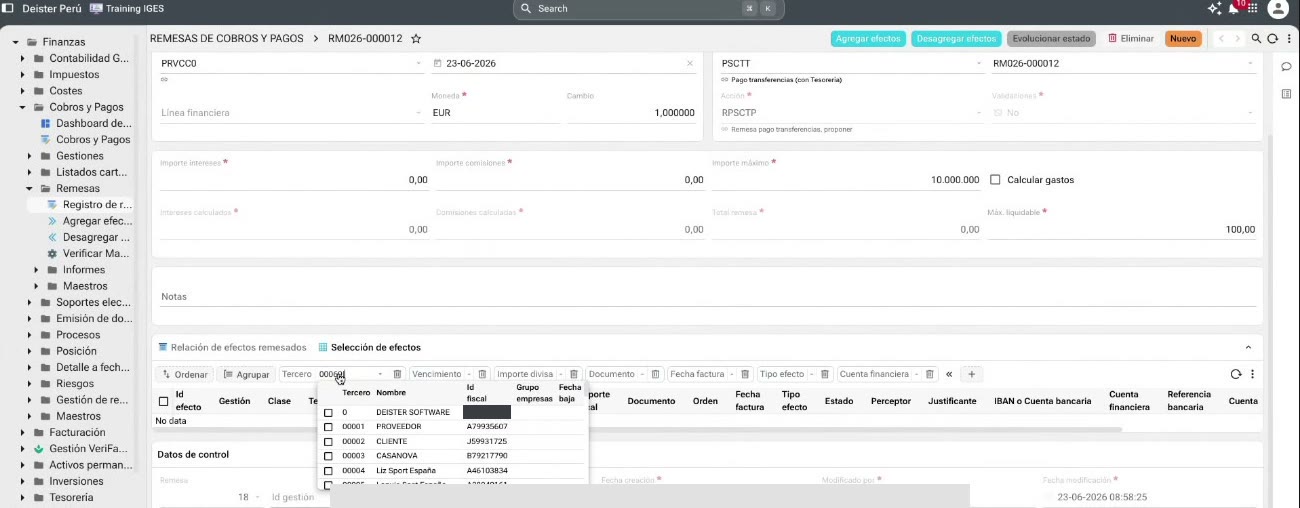 Deister Perú Training IGES
Search ⌘ K
10
Finanzas
Contabilidad G...
Impuestos
Costes
Cobros y Pagos
Dashboard de...
Cobros y Pagos
Gestiones
Listados cart...
Remesas
Registro de r...
Agregar efec...
Desagregar ...
Verificar Ma...
Informes
Maestros
Soportes elec...
Emisión de do...
Procesos
Posición
Detalle a fech...
Riesgos
Gestión de re...
Maestros
Facturación
Gestión VeriFa...
Activos perman...
Inversiones
Tesorería
REMESAS DE COBROS Y PAGOS > RM026-000012
Agregar efectos Desagregar efectos Evolucionar estado Eliminar Nuevo
PRVCC0 23-06-2026 PSCTT RM026-000012
Pago transferencias (con Tesorería)
Moneda * Cambio Acción * Validaciones *
Línea financiera EUR 1,000000 RPSCTP No
Remesa pago transferencias, proponer
Importe intereses * Importe comisiones * Importe máximo *
0,00 0,00 10.000.000 Calcular gastos
Intereses calculados * Comisiones calculadas * Total remesa * Máx. liquidable *
0,00 0,00 0,00 100,00
Notas
Relación de efectos remesados Selección de efectos
Ordenar Agrupar Tercero Vencimiento Importe divisa Documento Fecha factura Tipo efecto Cuenta financiera « +
Id efecto Gestión Clase Documento Orden Fecha factura Tipo efecto Estado Perceptor Justificante IBAN o Cuenta bancaria Cuenta financiera Referencia bancaria Cuenta
No data
Tercero Nombre Id fiscal Grupo empresas Fecha baja
0 DEISTER SOFTWARE
00001 PROVEEDOR A79935607
00002 CLIENTE J59931725
00003 CASANOVA B79217790
00004 Liz Sport España A46103834
Datos de control
Remesa Fecha creación * Modificado por * Fecha modificación *
18 Id gestión 23-06-2026 08:58:25